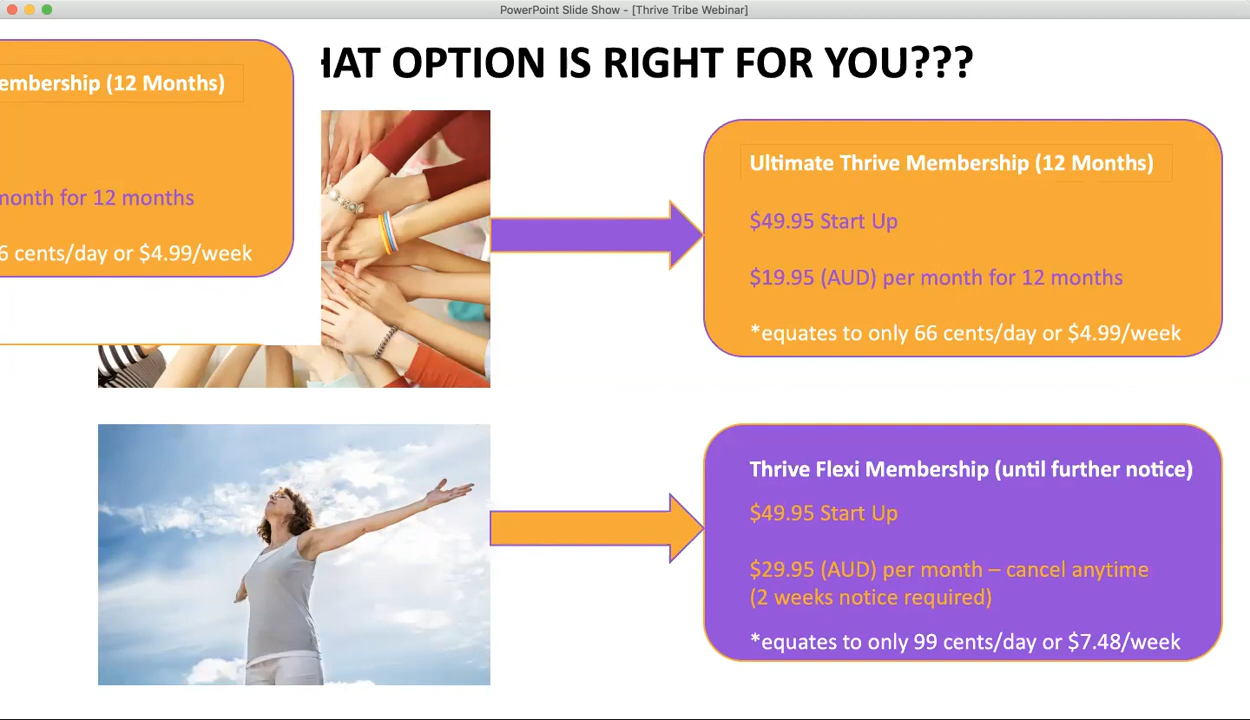 PowerPoint Slide Show - [Thrive Tribe Webinar]
HAT OPTION IS RIGHT FOR YOU???
embership (12 Months)
month for 12 months
6 cents/day or $4.99/week
Ultimate Thrive Membership (12 Months)
$49.95 Start Up
$19.95 (AUD) per month for 12 months
*equates to only 66 cents/day or $4.99/week
Thrive Flexi Membership (until further notice)
$49.95 Start Up
$29.95 (AUD) per month – cancel anytime
(2 weeks notice required)
*equates to only 99 cents/day or $7.48/week